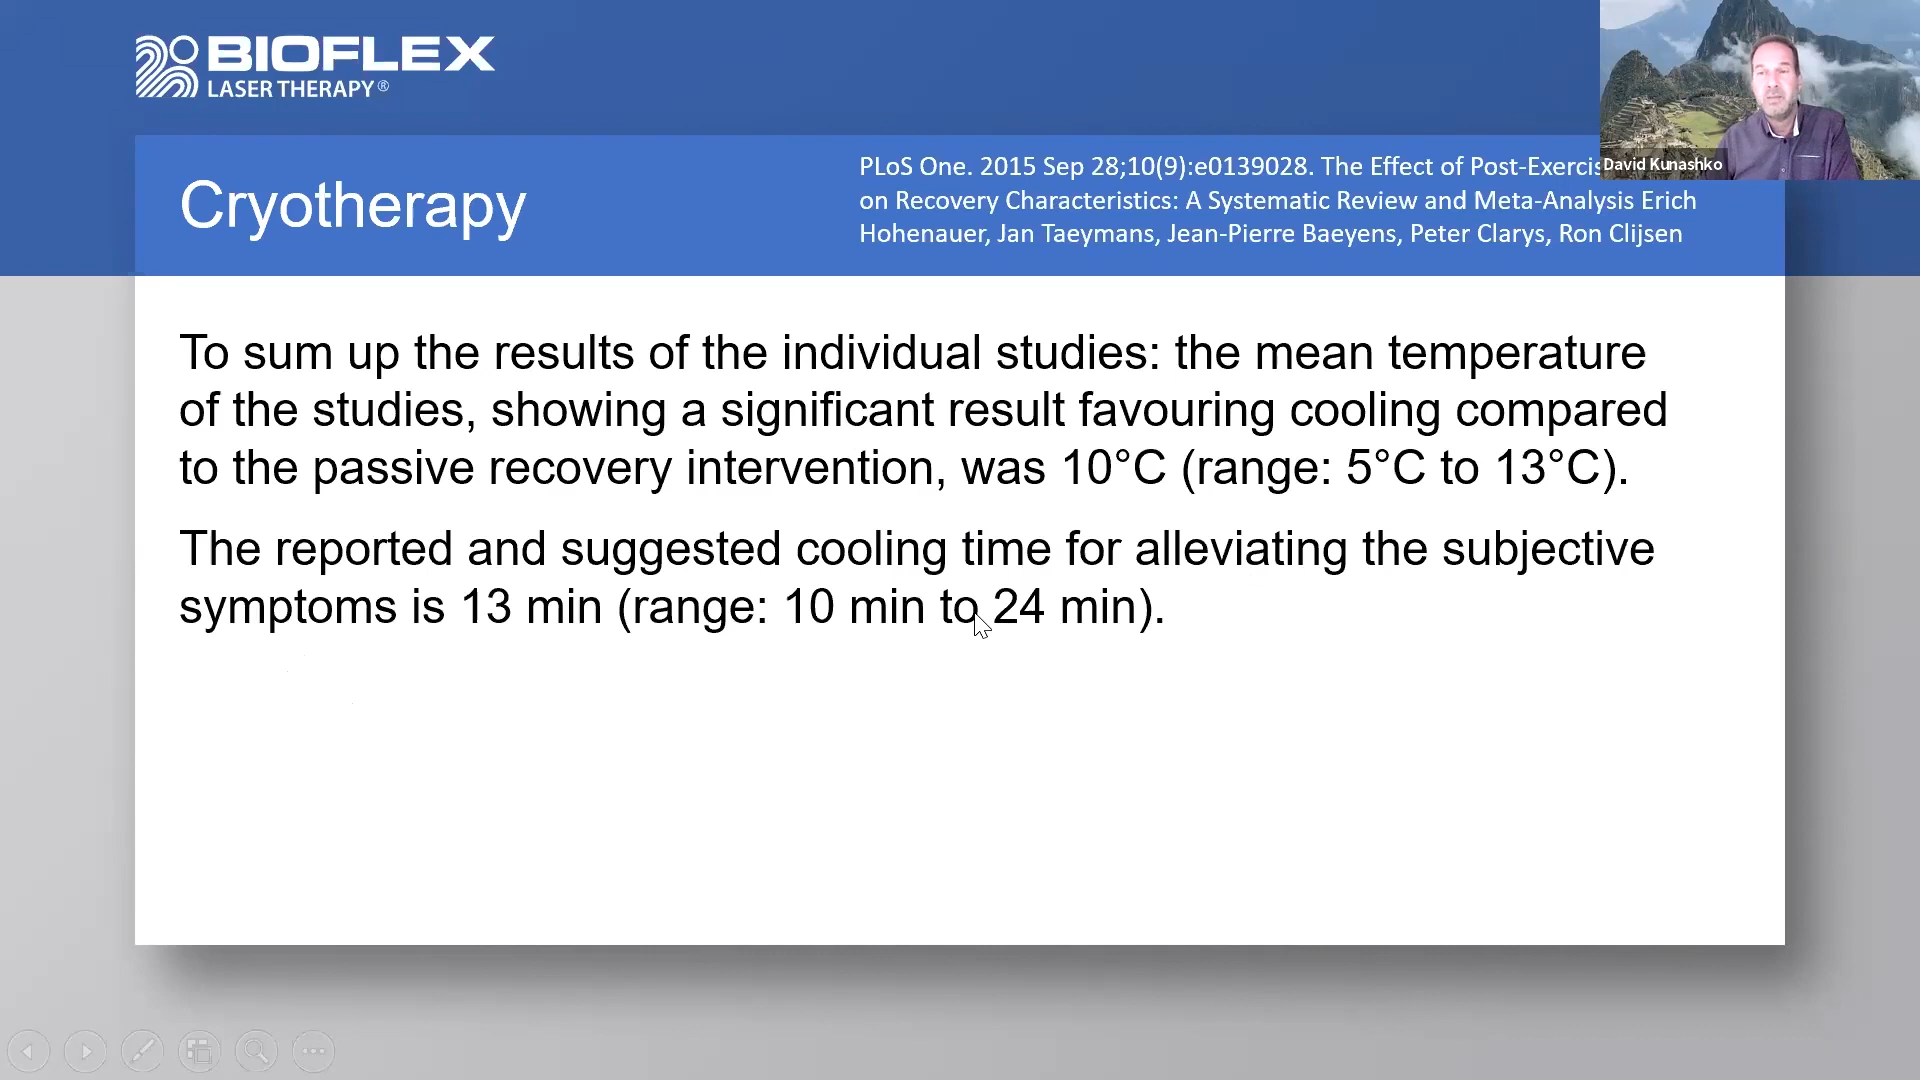 BIOFLEX
LASER THERAPY®
Cryotherapy
PLoS One. 2015 Sep 28;10(9):e0139028. The Effect of
on Recovery Characteristics: A Systematic Review and Meta-Analysis Erich
Hohenauer, Jan Taeymans, Jean-Pierre Baeyens, Peter Clarys, Ron Clijsen
David Kunashko
To sum up the results of the individual studies: the mean temperature
of the studies, showing a significant result favouring cooling compared
to the passive recovery intervention, was 10°C (range: 5°C to 13°C).
The reported and suggested cooling time for alleviating the subjective
symptoms is 13 min (range: 10 min to 24 min).